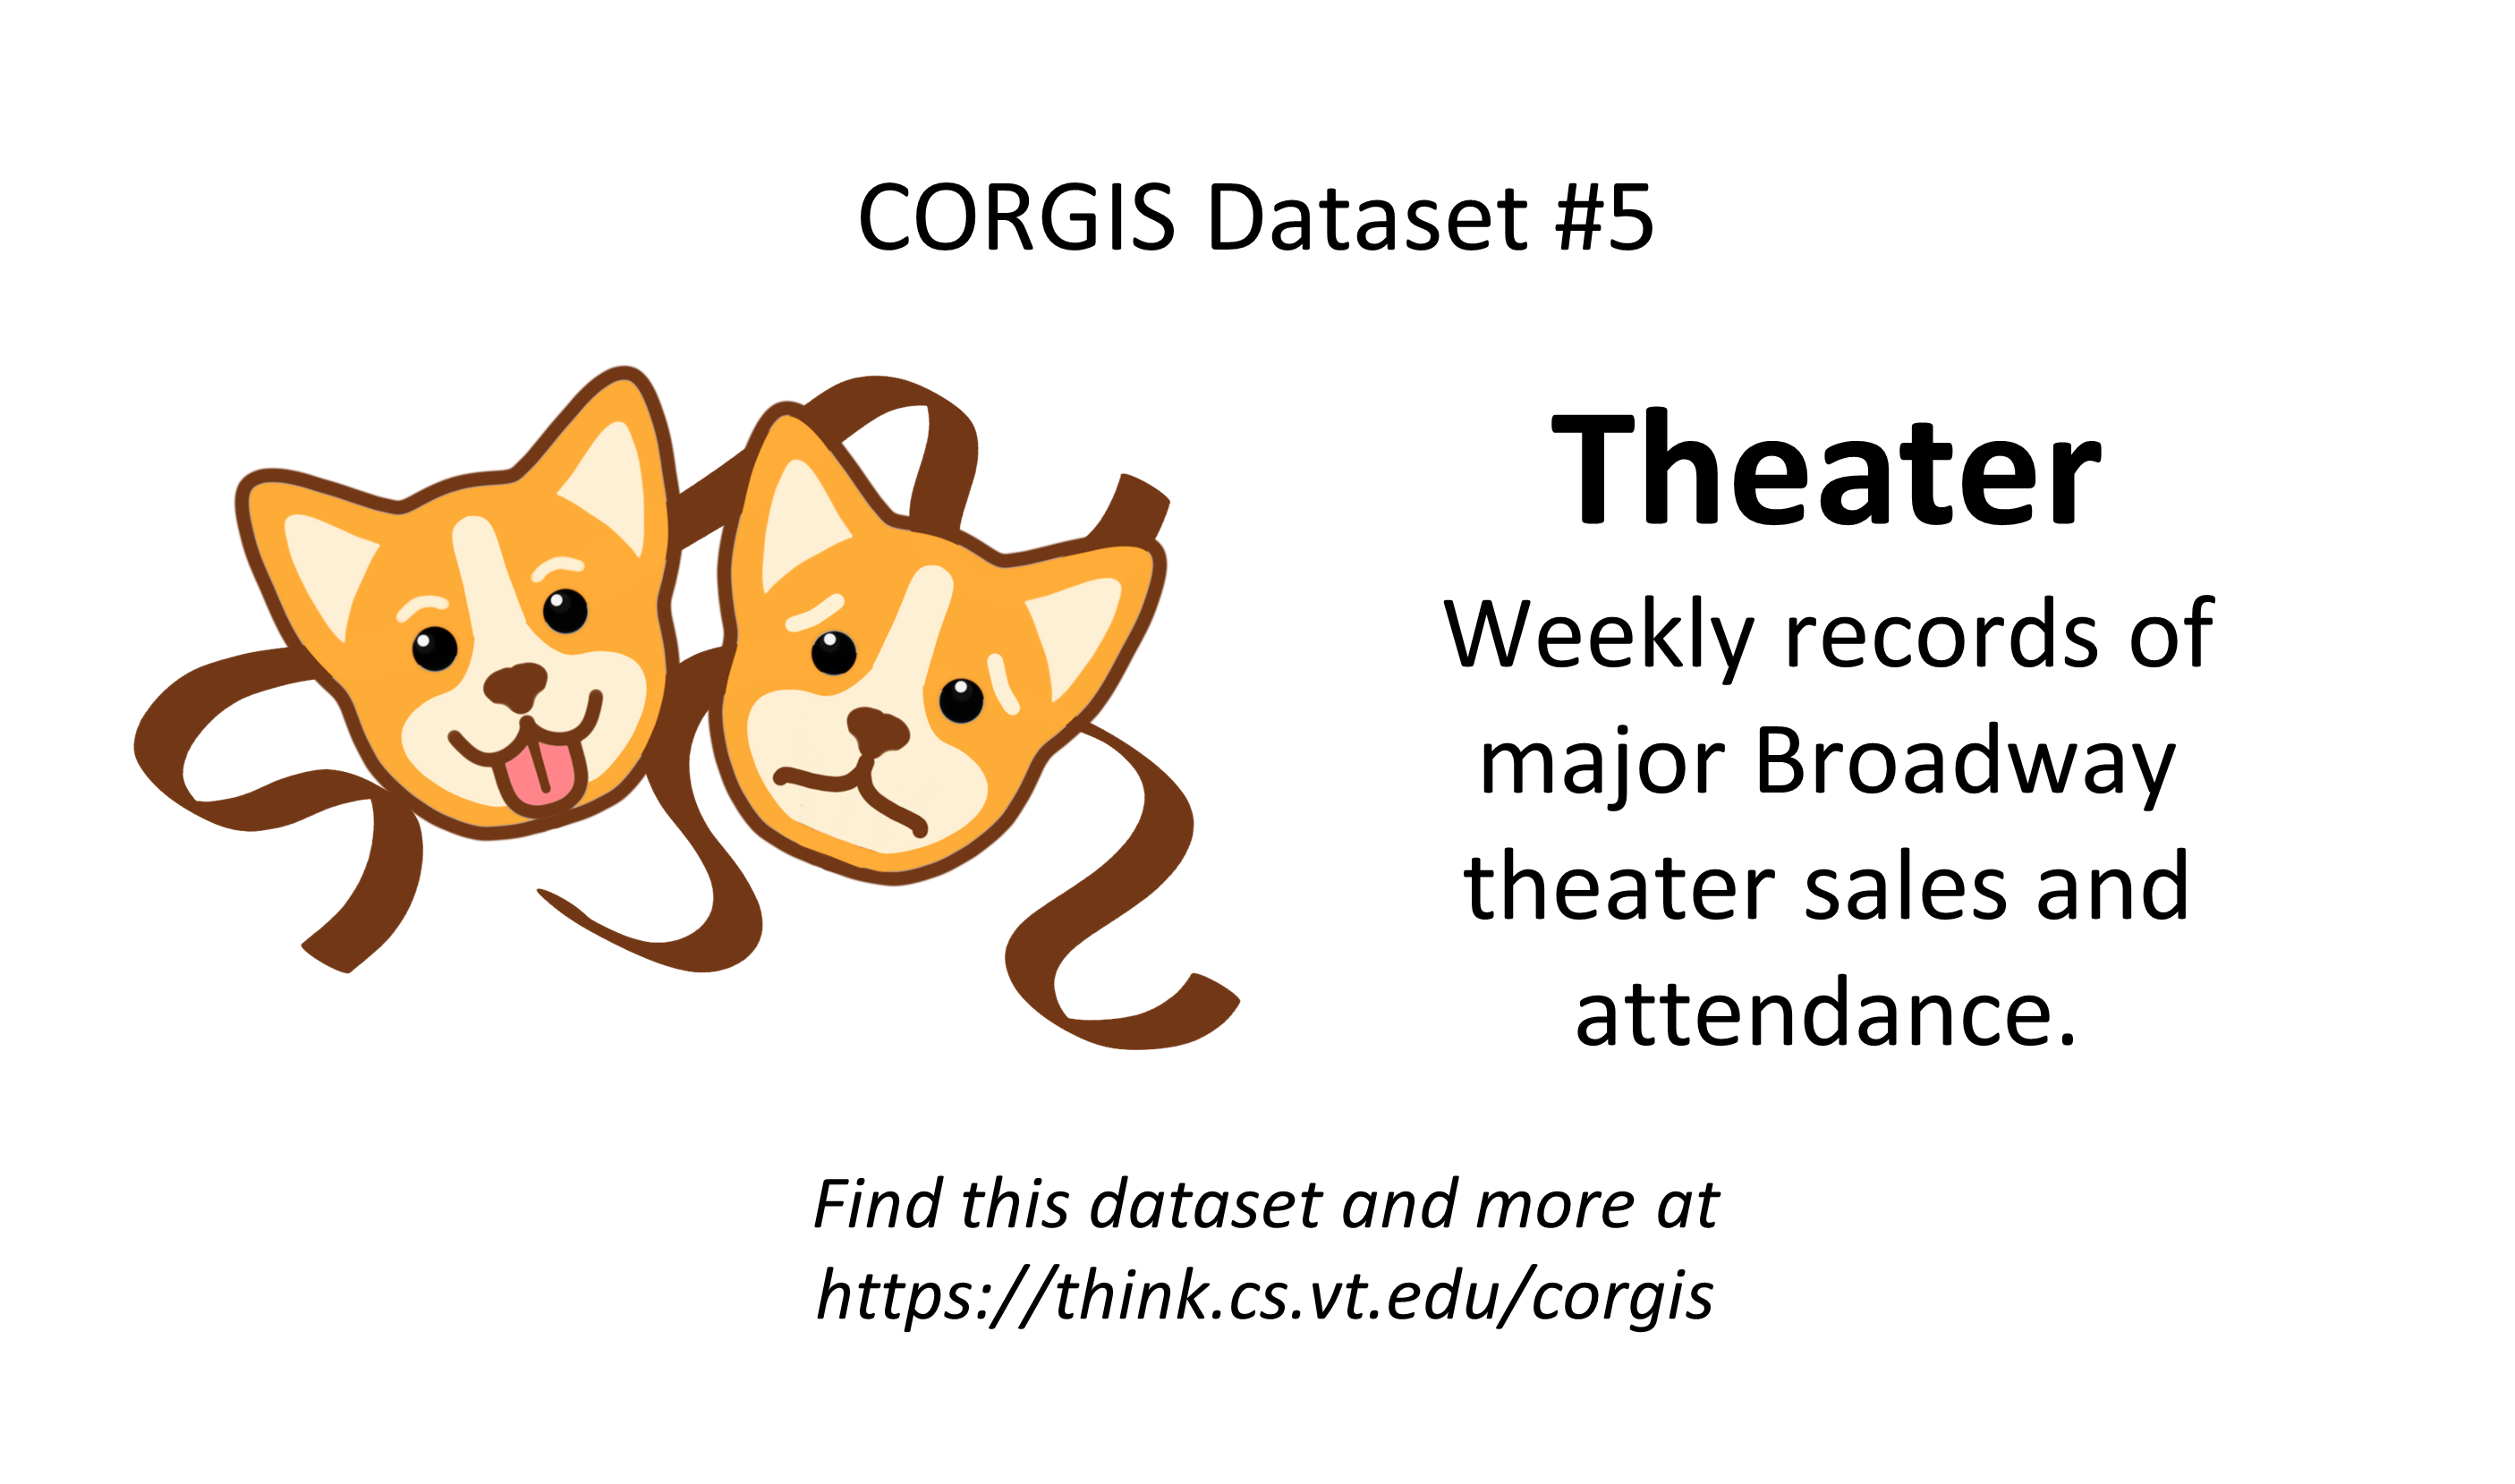 CORGIS Dataset #5
Theater
Weekly records of
major Broadway
theater sales and
attendance.
Find this dataset and more at
https://think.cs.vt.edu/corgis